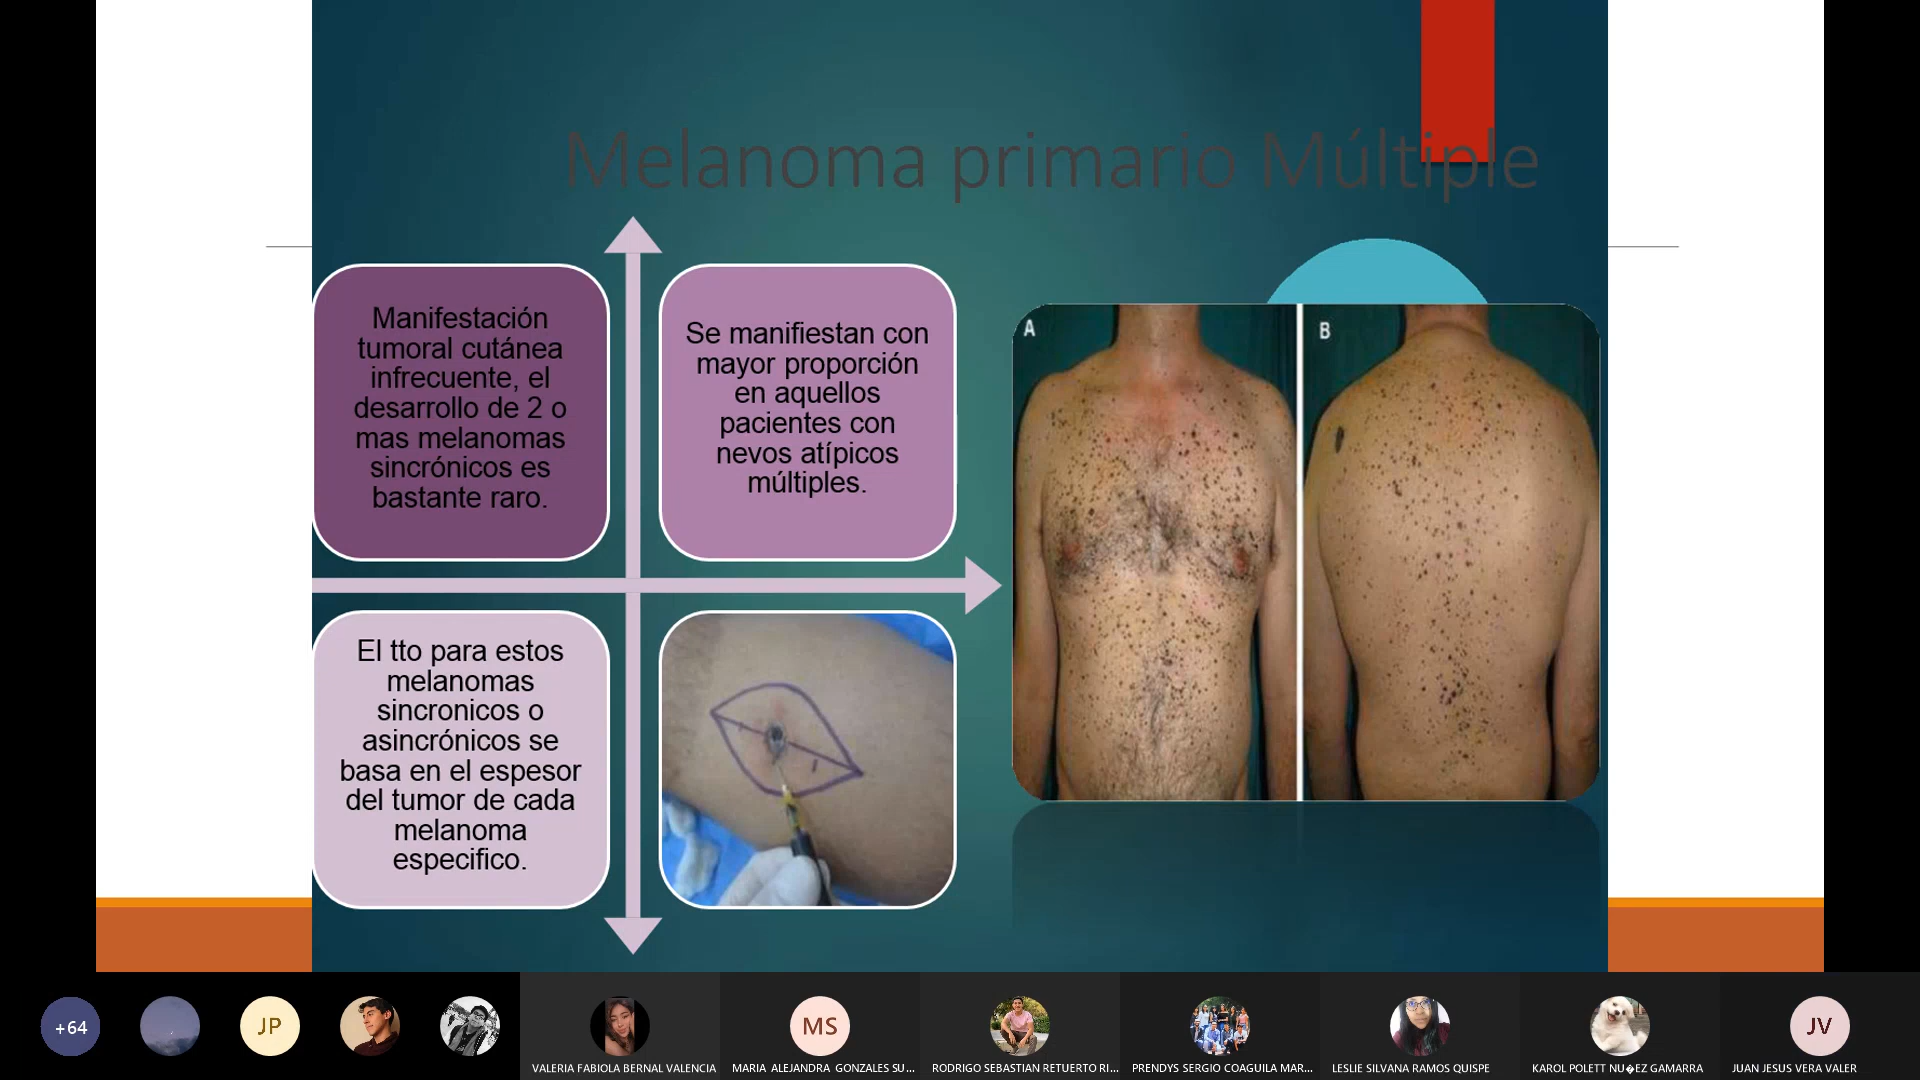 Melanoma primario Múltiple
Manifestación
tumoral cutánea
infrecuente, el
desarrollo de 2 o
mas melanomas
sincrónicos es
bastante raro.
Se manifiestan con
mayor proporción
en aquellos
pacientes con
nevos atípicos
múltiples.
El tto para estos
melanomas
sincronicos o
asincrónicos se
basa en el espesor
del tumor de cada
melanoma
especifico.
A
B
+64
JP
VALERIA FABIOLA BERNAL VALENCIA
MS
MARIA ALEJANDRA GONZALES SU...
RODRIGO SEBASTIAN RETUERTO RI...
PRENDYS SERGIO COAGUILA MAR...
LESLIE SILVANA RAMOS QUISPE
KAROL POLETT NU�EZ GAMARRA
JV
JUAN JESUS VERA VALER